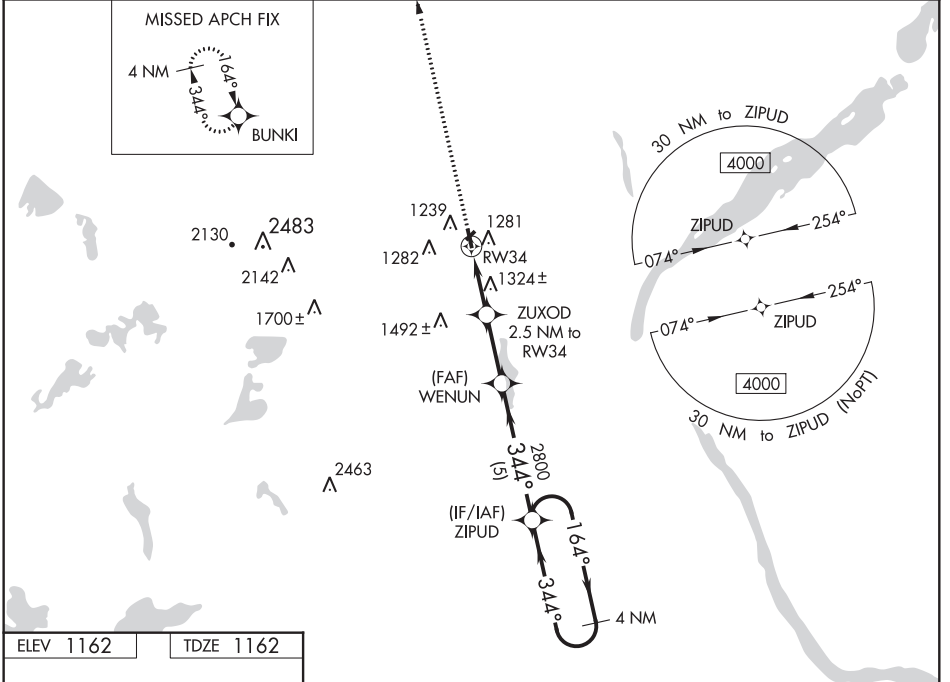 MISSED APCH FIX
4 NM
164°
344°
BUNKI
30 NM to ZIPUD
4000
ZIPUD
254°
074°
254°
074°
ZIPUD
4000
30 NM to ZIPUD (NoPT)
2130
2483
2142
1700±
1239
1281
1282
RW34
1324±
1492±
ZUXOD
2.5 NM to
RW34
(FAF)
WENUN
2800
344°
(5)
2463
(IF/IAF)
ZIPUD
164°
344°
4 NM
ELEV 1162
TDZE 1162